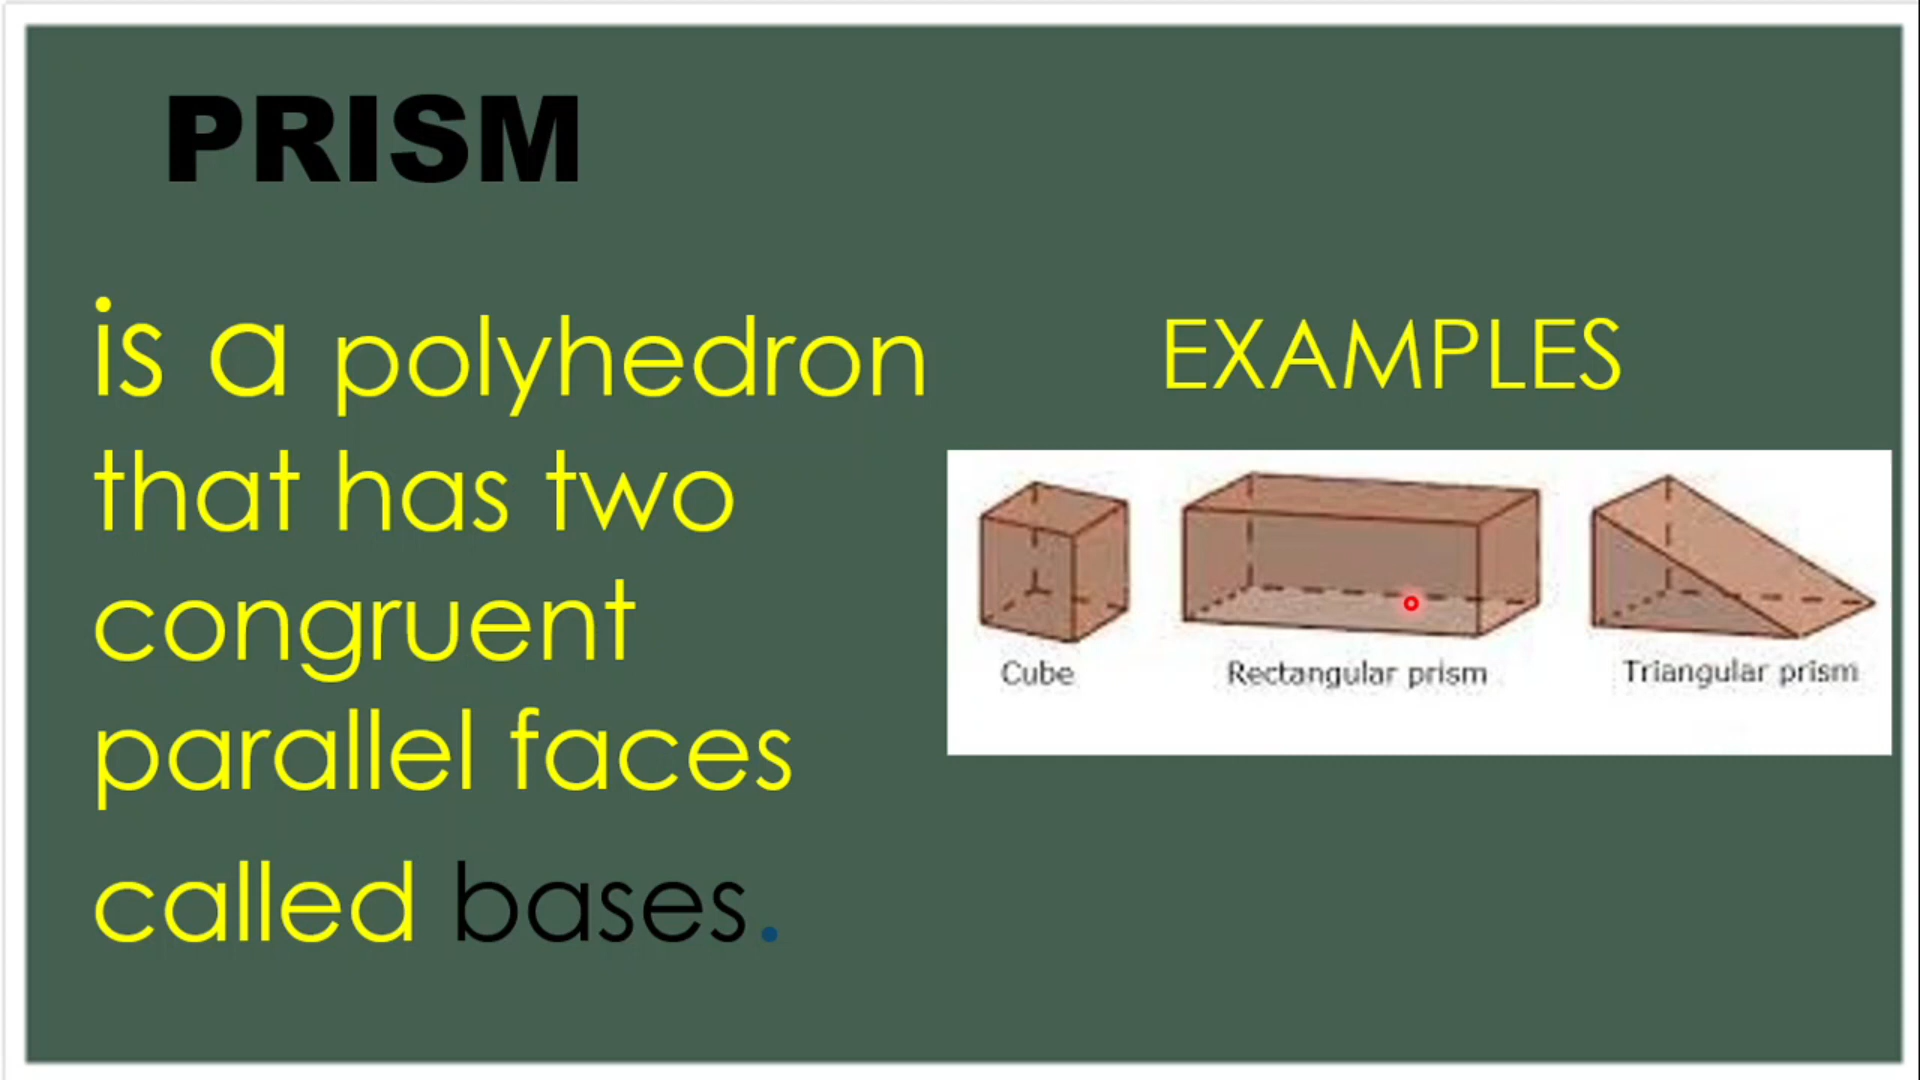 PRISM
is a polyhedron
that has two
congruent
parallel faces
called bases.
EXAMPLES
Cube
Rectangular prism
Triangular prism